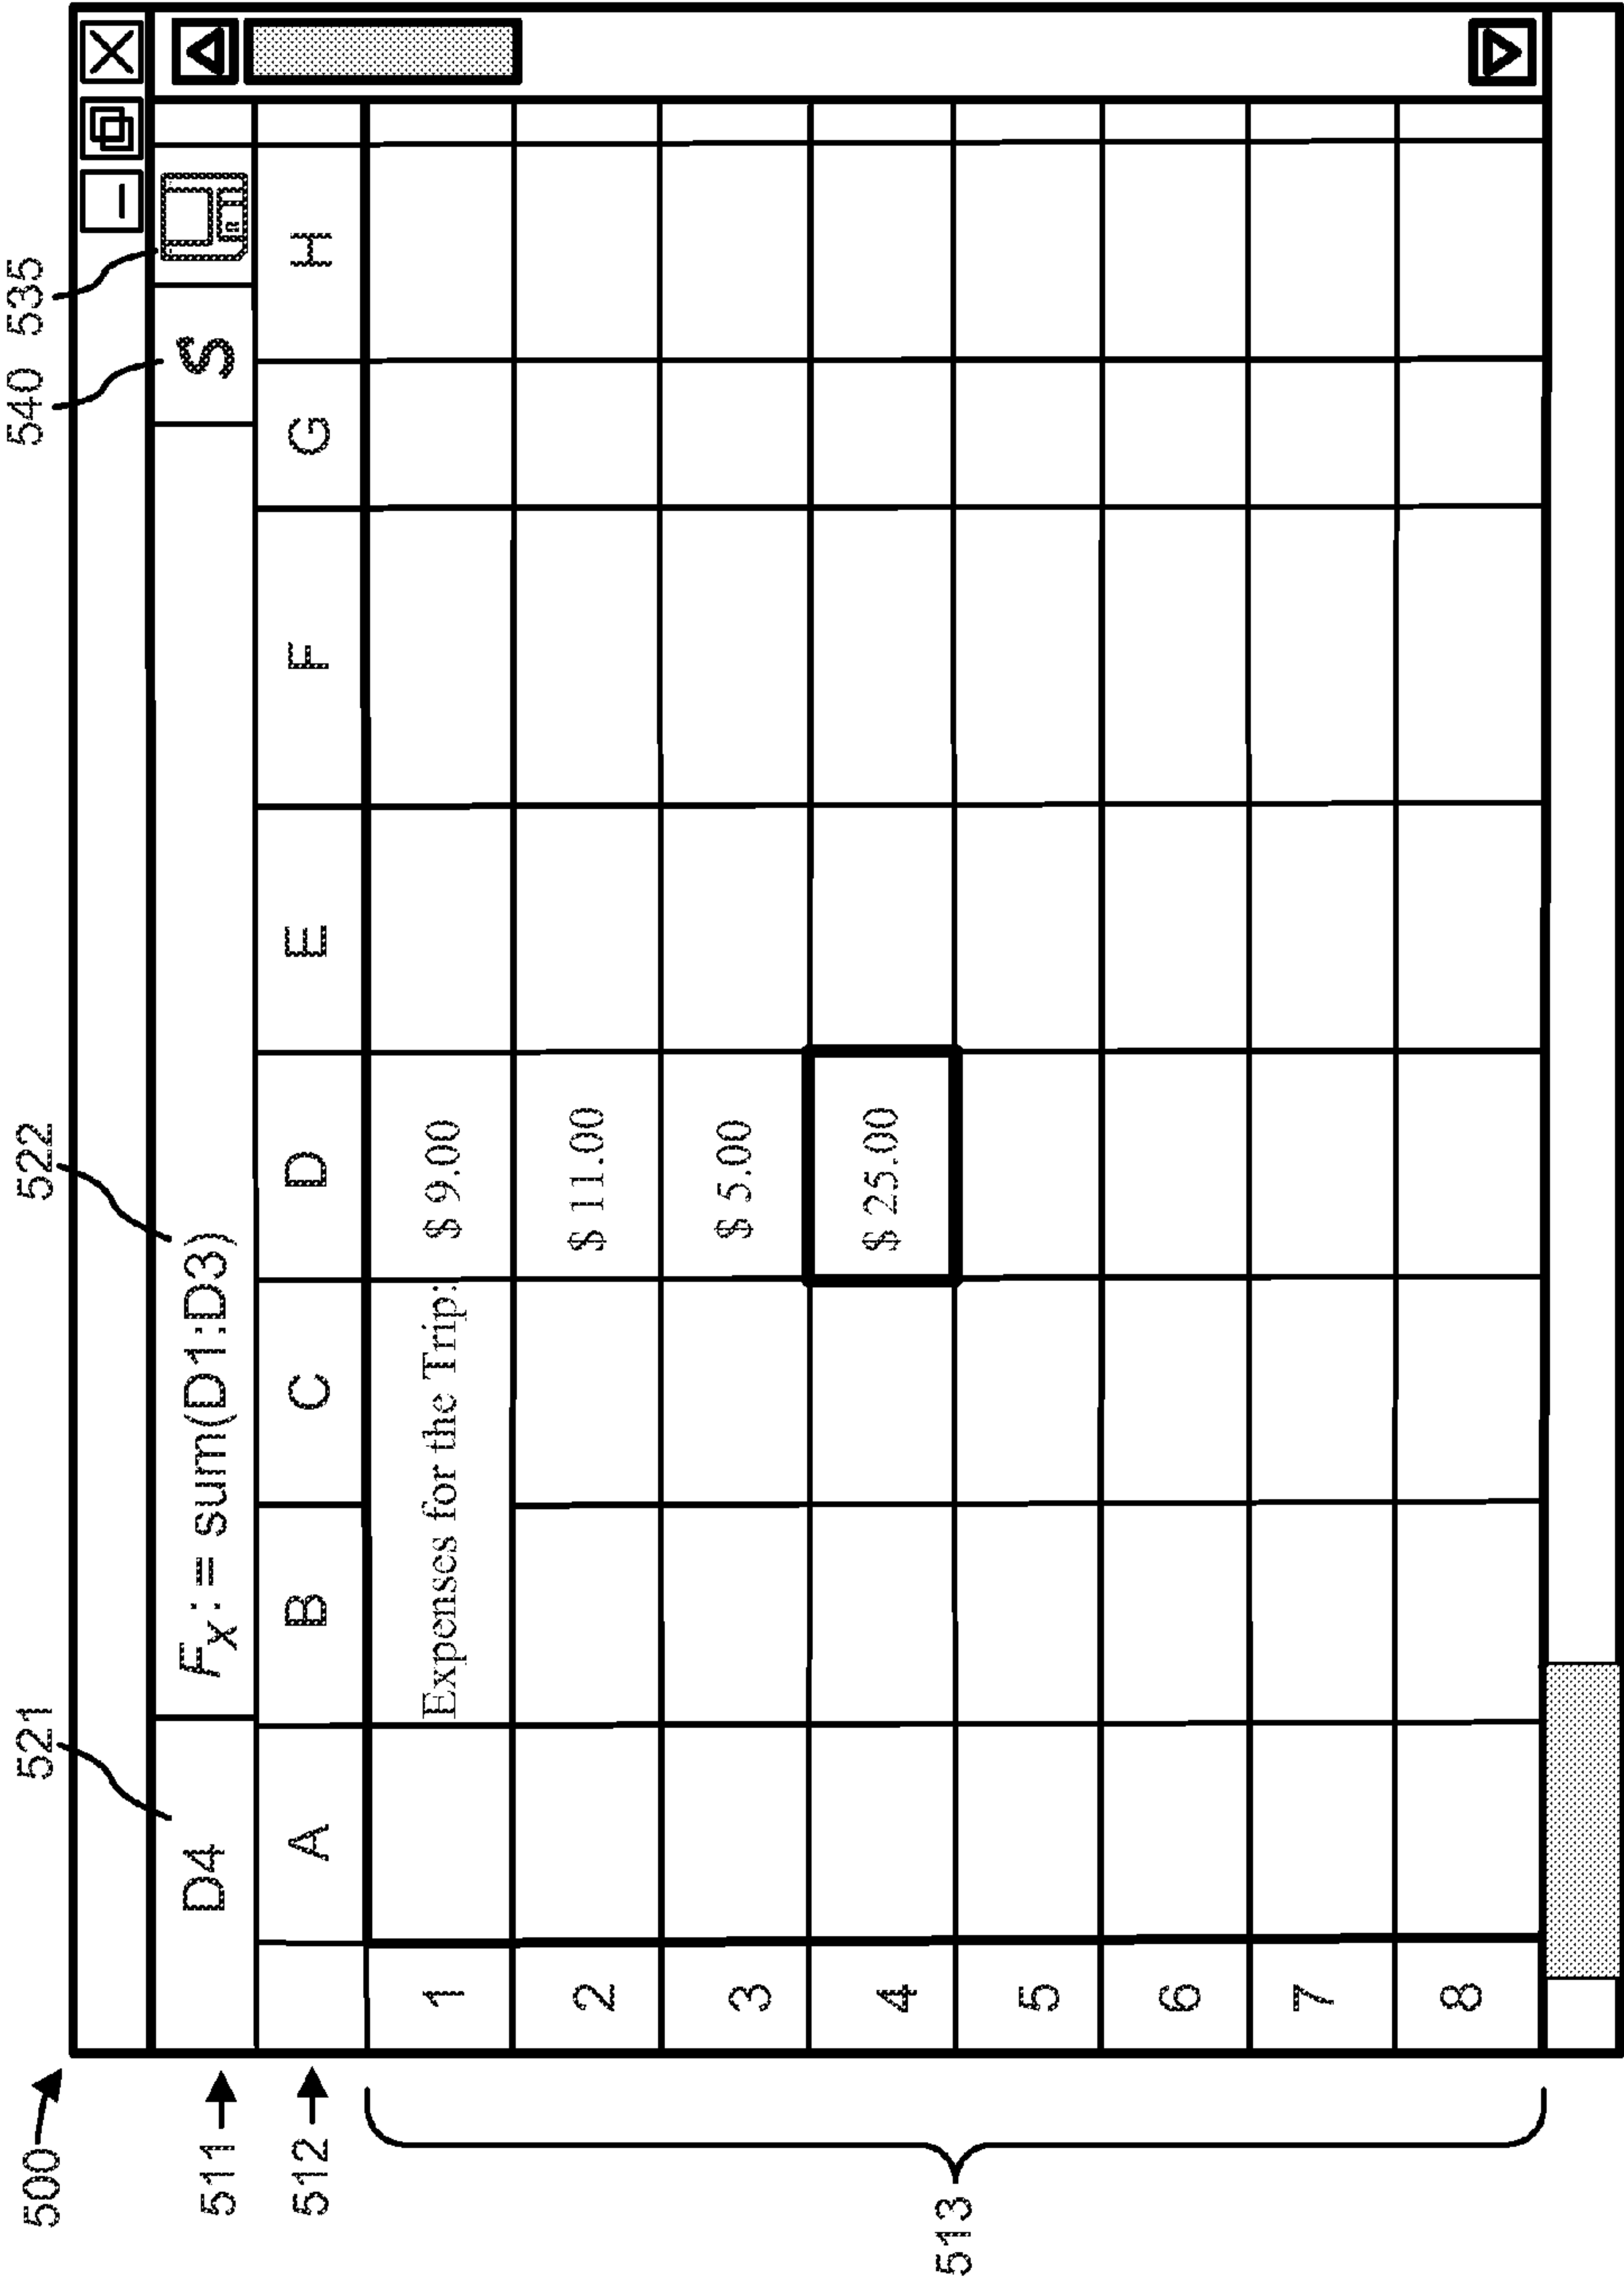 500
521
522
540
535
511
D4
Fx : = sum(D1:D3)
S
512
A B C D E F G H
1 Expenses for the Trip: $ 9.00
2 $ 11.00
3 $ 5.00
4 $ 25.00
5
6
7
8
513